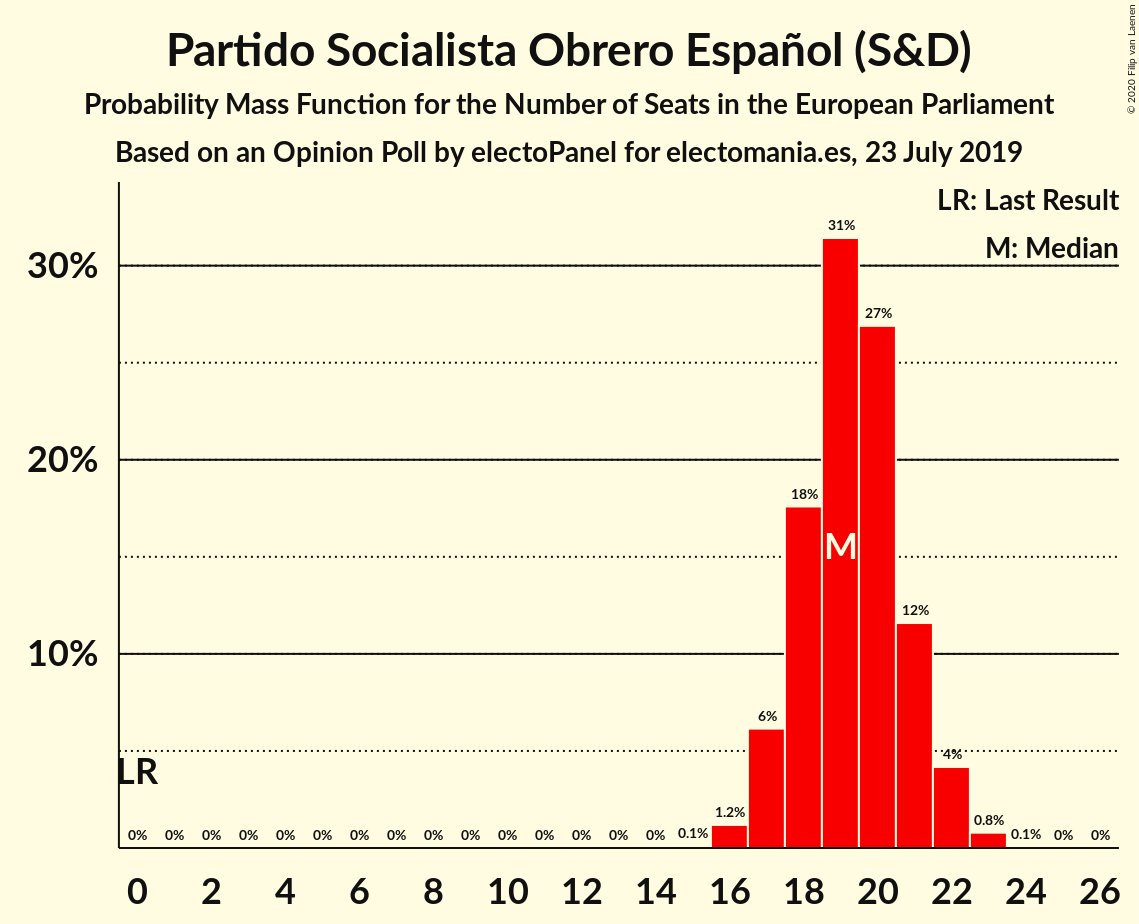 Partido Socialista Obrero Español (S&D)
Probability Mass Function for the Number of Seats in the European Parliament
Based on an Opinion Poll by electoPanel for electomania.es, 23 July 2019
© 2020 Filip van Laenen
LR: Last Result
M: Median
30%
20%
10%
31%
27%
18%
M
12%
6%
4%
LR
1.2%
0.8%
0% 0% 0% 0% 0% 0% 0% 0% 0% 0% 0% 0% 0% 0% 0% 0.1% 0.1% 0% 0%
0 2 4 6 8 10 12 14 16 18 20 22 24 26